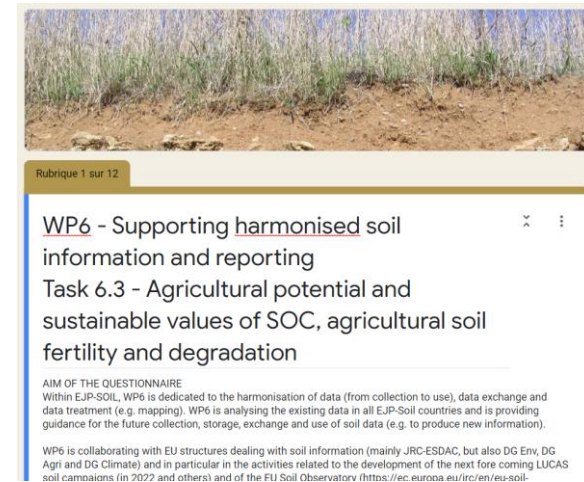 Rubrique 1 sur 12
WP6 - Supporting harmonised soil
information and reporting
Task 6.3 - Agricultural potential and
sustainable values of SOC, agricultural soil
fertility and degradation
AIM OF THE QUESTIONNAIRE
Within EJP-SOIL, WP6 is dedicated to the harmonisation of data (from collection to use), data exchange and
data treatment (e.g. mapping). WP6 is analysing the existing data in all EJP-Soil countries and is providing
guidance for the future collection, storage, exchange and use of soil data (e.g. to produce new information).
WP6 is collaborating with EU structures dealing with soil information (mainly JRC-ESDAC, but also DG Env, DG
Agri and DG Climate) and in particular in the activities related to the development of the next fore coming LUCAS
soil campaigns (in 2022 and others) and of the EU Soil Observatory (https://ec.europa.eu/jrc/en/eu-soil-